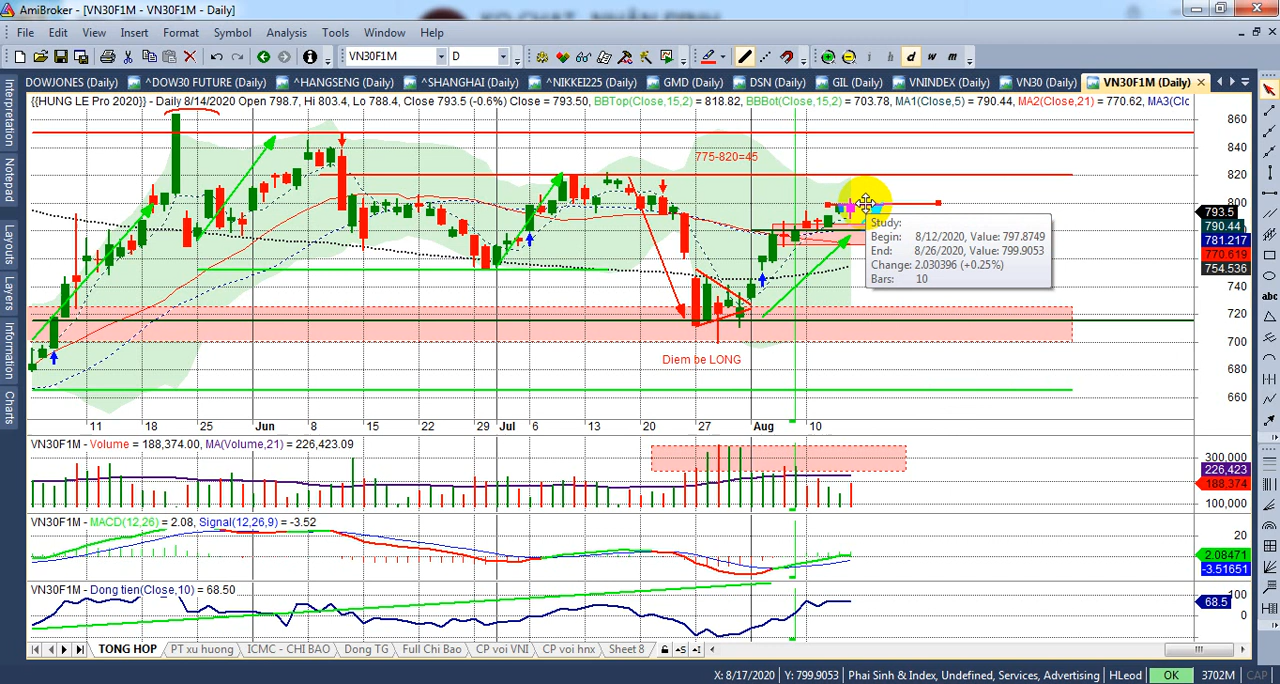 AmiBroker - [VN30F1M - VN30F1M - Daily]
File Edit View Insert Format Symbol Analysis Tools Window Help
VN30F1M D i i h d w m
DOWJONES (Daily) ^DOW30 FUTURE (Daily) ^HANGSENG (Daily) ^SHANGHAI (Daily) ^NIKKEI225 (Daily) GMD (Daily) DSN (Daily) GIL (Daily) VNINDEX (Daily) VN30 (Daily) VN30F1M (Daily)
{{HUNG LE Pro 2020}} - Daily 8/14/2020 Open 798.7, Hi 803.4, Lo 788.4, Close 793.5 (-0.6%) Close = 793.50, BBTop(Close,15,2) = 818.82, BBBot(Close,15,2) = 703.78, MA1(Close,5) = 790.44, MA2(Close,21) = 770.62, MA3(Clc
Interpretation
Notepad
Layouts
Layers
Information
Charts
abc
775-820=45
860
840
820
800
793.5
790.44
781.217
770.619
754.536
740
720
700
680
660
Study:
Begin: 8/12/2020, Value: 797.8749
End: 8/26/2020, Value: 799.9053
Change: 2.030396 (+0.25%)
Bars: 10
Diem be LONG
11 18 25 Jun 8 15 22 29 Jul 6 13 20 27 Aug 10
VN30F1M - Volume = 188,374.00, MA(Volume,21) = 226,423.09
300,000
226,423
188,374
100,000
VN30F1M - MACD(12,26) = 2.08, Signal(12,26,9) = -3.52
20
2.08471
-3.51651
VN30F1M - Dong tien(Close,10) = 68.50
100
68.5
0
TONG HOP PT xu huong ICMC - CHI BAO Dong TG Full Chi Bao CP voi VNI CP voi hnx Sheet 8
X: 8/17/2020 Y: 799.9053 Phai Sinh & Index, Undefined, Services, Advertising HLeod OK 3702M CAP